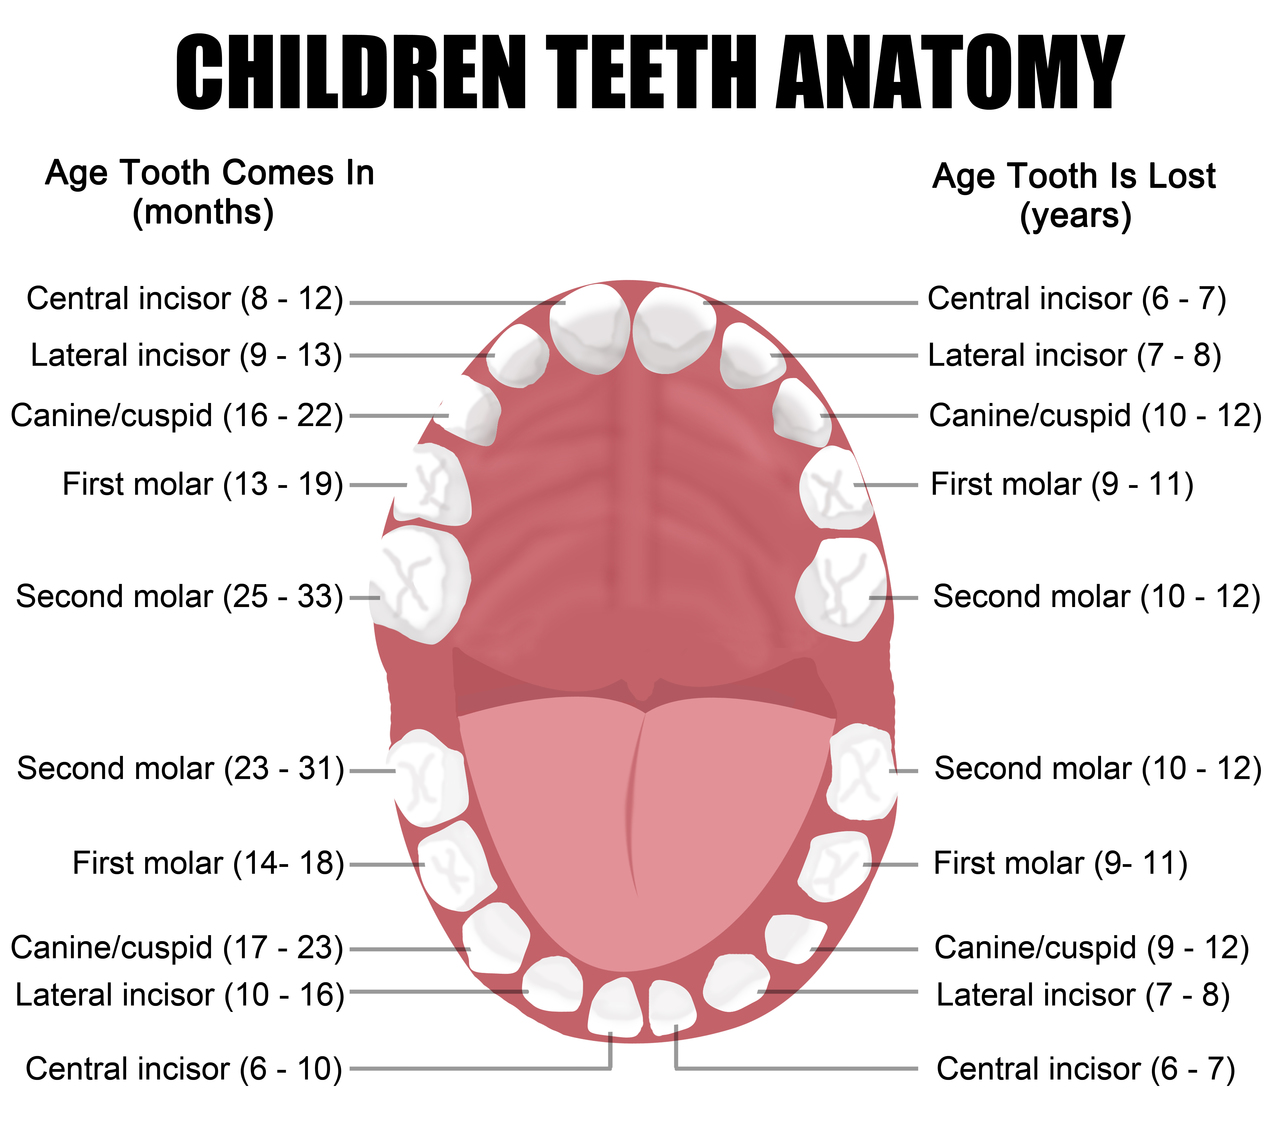 CHILDREN TEETH ANATOMY
Age Tooth Comes In
(months)
Age Tooth Is Lost
(years)
Central incisor (8 - 12)
Central incisor (6 - 7)
Lateral incisor (9 - 13)
Lateral incisor (7 - 8)
Canine/cuspid (16 - 22)
Canine/cuspid (10 - 12)
First molar (13 - 19)
First molar (9 - 11)
Second molar (25 - 33)
Second molar (10 - 12)
Second molar (23 - 31)
Second molar (10 - 12)
First molar (14- 18)
First molar (9- 11)
Canine/cuspid (17 - 23)
Canine/cuspid (9 - 12)
Lateral incisor (10 - 16)
Lateral incisor (7 - 8)
Central incisor (6 - 10)
Central incisor (6 - 7)